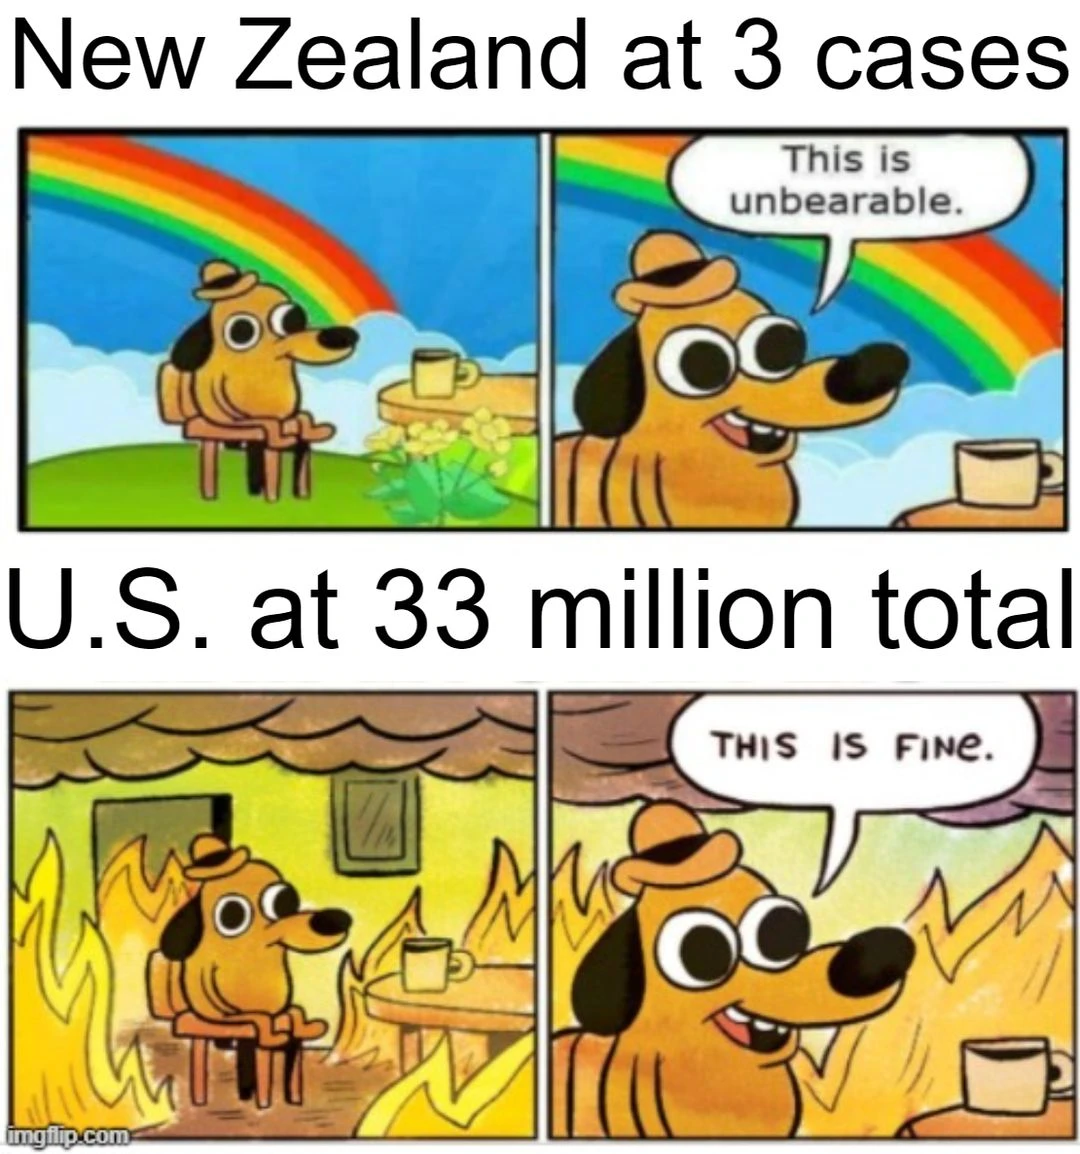 New Zealand at 3 cases
This is
unbearable.
U.S. at 33 million total
THIS IS FINe.
imgflip.com